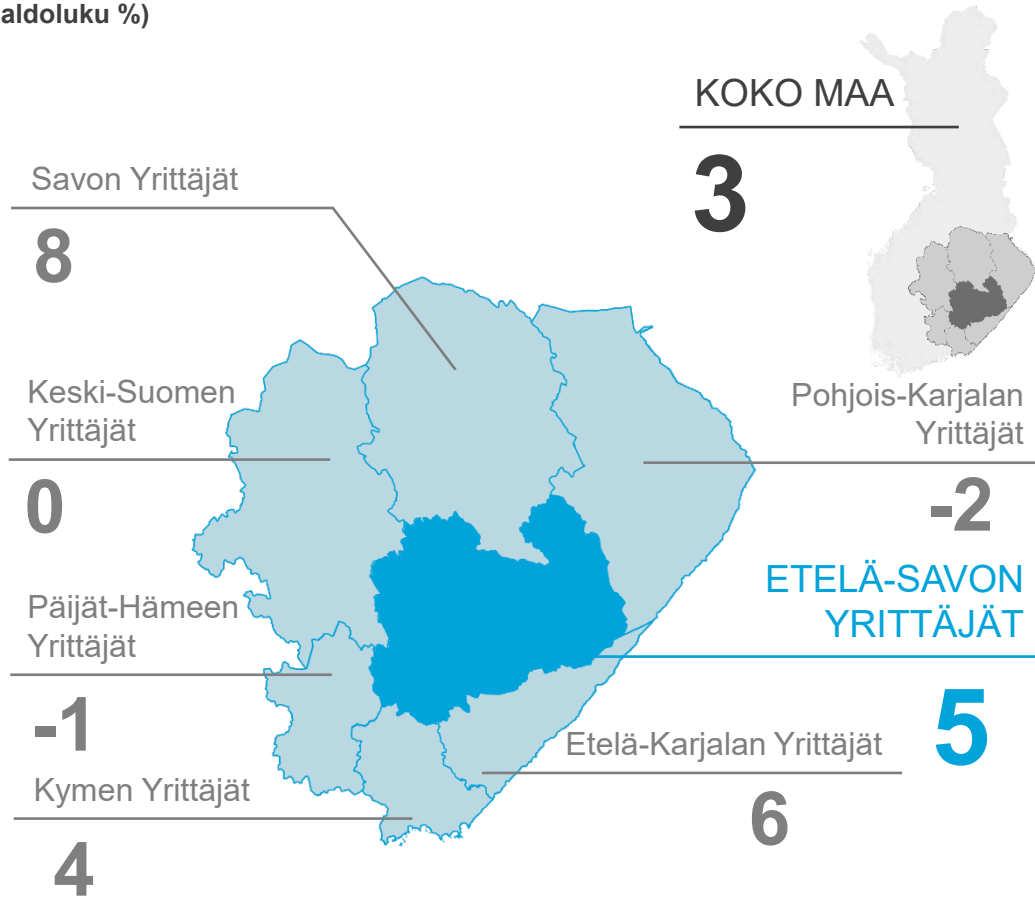 aldoluku %)
KOKO MAA
3
Savon Yrittäjät
8
Keski-Suomen
Yrittäjät
0
Pohjois-Karjalan
Yrittäjät
-2
ETELÄ-SAVON
YRITTÄJÄT
5
Päijät-Hämeen
Yrittäjät
-1
Etelä-Karjalan Yrittäjät
6
Kymen Yrittäjät
4